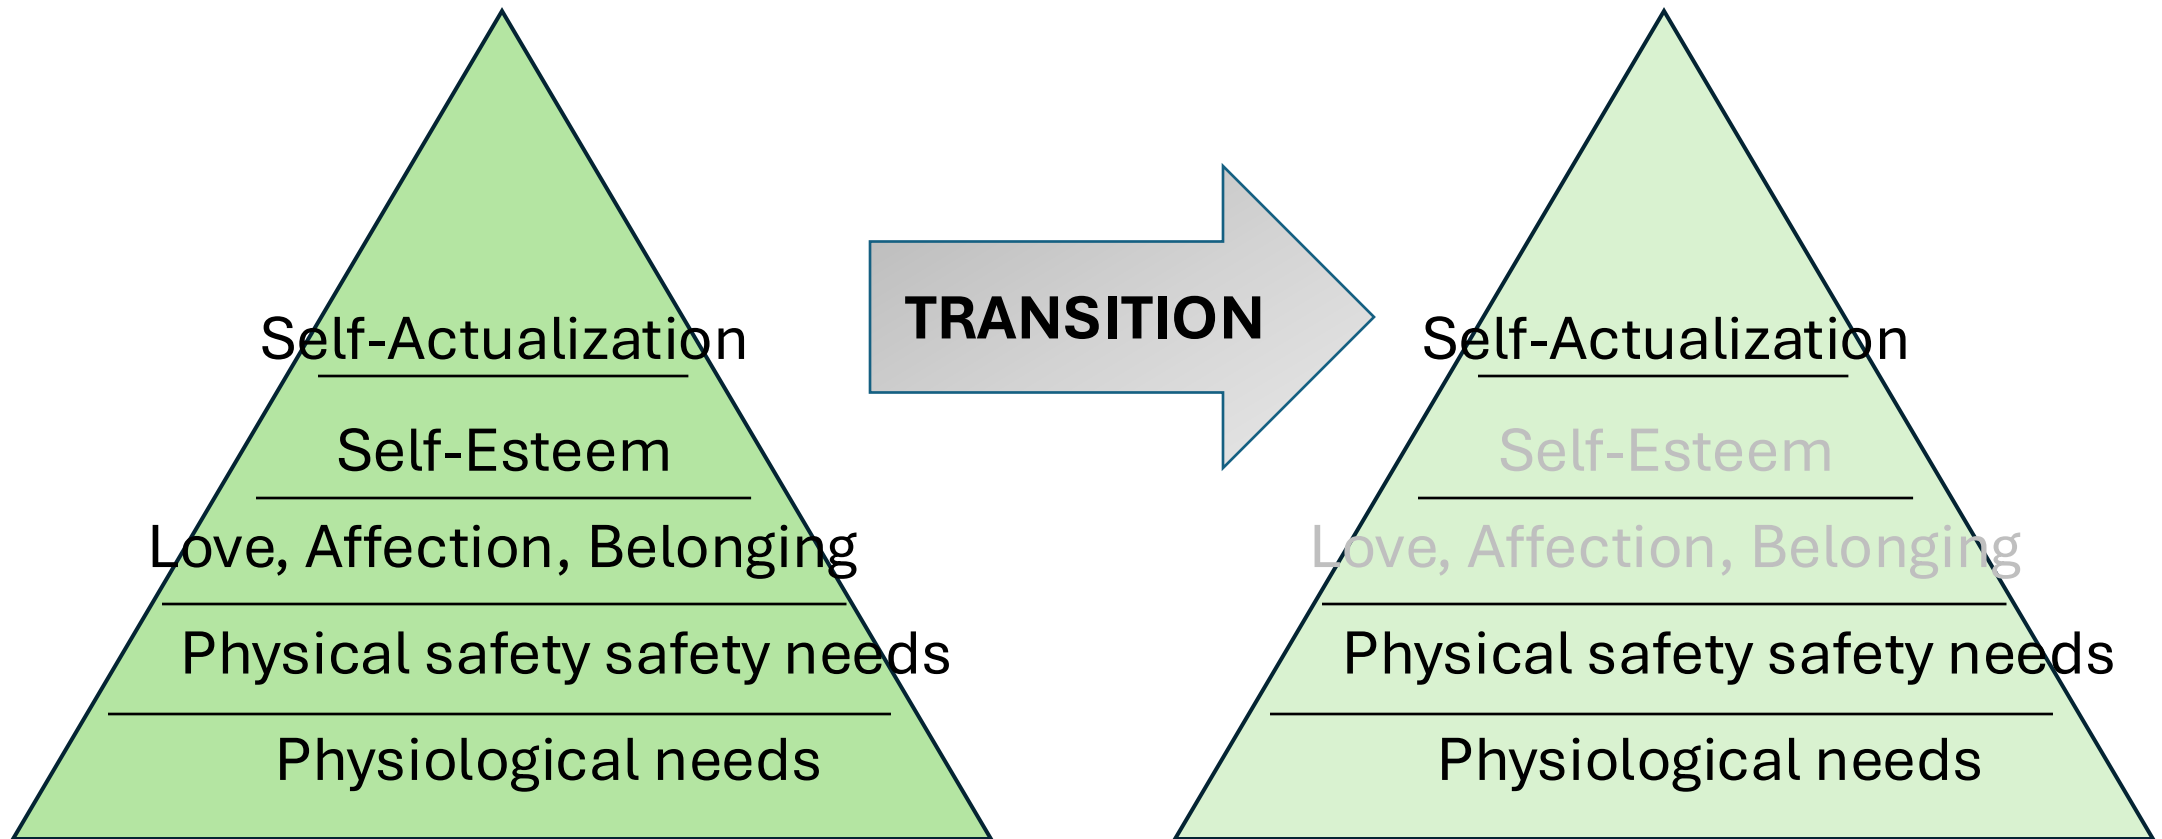 Self-Actualization
Self-Esteem
Love, Affection, Belonging
Physical safety safety needs
Physiological needs
TRANSITION
Self-Actualization
Self-Esteem
Love, Affection, Belonging
Physical safety safety needs
Physiological needs